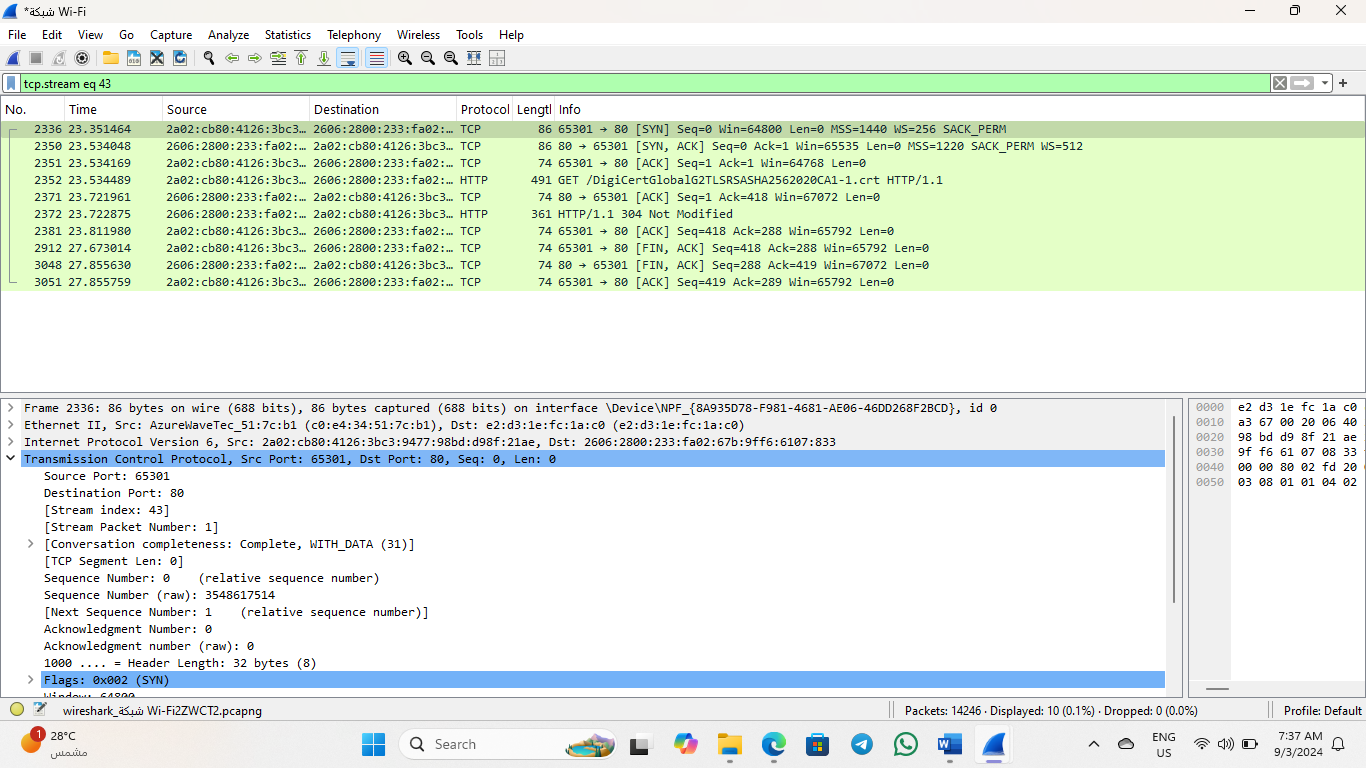 *شبكة Wi-Fi
File Edit View Go Capture Analyze Statistics Telephony Wireless Tools Help
tcp.stream eq 43
No. Time Source Destination Protocol Lengtl Info
2336 23.351464 2a02:cb80:4126:3bc3… 2606:2800:233:fa02:… TCP 86 65301 → 80 [SYN] Seq=0 Win=64800 Len=0 MSS=1440 WS=256 SACK_PERM
2350 23.534048 2606:2800:233:fa02:… 2a02:cb80:4126:3bc3… TCP 86 80 → 65301 [SYN, ACK] Seq=0 Ack=1 Win=65535 Len=0 MSS=1220 SACK_PERM WS=512
2351 23.534169 2a02:cb80:4126:3bc3… 2606:2800:233:fa02:… TCP 74 65301 → 80 [ACK] Seq=1 Ack=1 Win=64768 Len=0
2352 23.534489 2a02:cb80:4126:3bc3… 2606:2800:233:fa02:… HTTP 491 GET /DigiCertGlobalG2TLSRSASHA2562020CA1-1.crt HTTP/1.1
2371 23.721961 2606:2800:233:fa02:… 2a02:cb80:4126:3bc3… TCP 74 80 → 65301 [ACK] Seq=1 Ack=418 Win=67072 Len=0
2372 23.722875 2606:2800:233:fa02:… 2a02:cb80:4126:3bc3… HTTP 361 HTTP/1.1 304 Not Modified
2381 23.811980 2a02:cb80:4126:3bc3… 2606:2800:233:fa02:… TCP 74 65301 → 80 [ACK] Seq=418 Ack=288 Win=65792 Len=0
2912 27.673014 2a02:cb80:4126:3bc3… 2606:2800:233:fa02:… TCP 74 65301 → 80 [FIN, ACK] Seq=418 Ack=288 Win=65792 Len=0
3048 27.855630 2606:2800:233:fa02:… 2a02:cb80:4126:3bc3… TCP 74 80 → 65301 [FIN, ACK] Seq=288 Ack=419 Win=67072 Len=0
3051 27.855759 2a02:cb80:4126:3bc3… 2606:2800:233:fa02:… TCP 74 65301 → 80 [ACK] Seq=419 Ack=289 Win=65792 Len=0
Frame 2336: 86 bytes on wire (688 bits), 86 bytes captured (688 bits) on interface \Device\NPF_{8A935D78-F981-4681-AE06-46DD268F2BCD}, id 0
Ethernet II, Src: AzureWaveTec_51:7c:b1 (c0:e4:34:51:7c:b1), Dst: e2:d3:1e:fc:1a:c0 (e2:d3:1e:fc:1a:c0)
Internet Protocol Version 6, Src: 2a02:cb80:4126:3bc3:9477:98bd:d98f:21ae, Dst: 2606:2800:233:fa02:67b:9ff6:6107:833
Transmission Control Protocol, Src Port: 65301, Dst Port: 80, Seq: 0, Len: 0
Source Port: 65301
Destination Port: 80
[Stream index: 43]
[Stream Packet Number: 1]
[Conversation completeness: Complete, WITH_DATA (31)]
[TCP Segment Len: 0]
Sequence Number: 0 (relative sequence number)
Sequence Number (raw): 3548617514
[Next Sequence Number: 1 (relative sequence number)]
Acknowledgment Number: 0
Acknowledgment number (raw): 0
1000 .... = Header Length: 32 bytes (8)
Flags: 0x002 (SYN)
Window: 64800
0000 e2 d3 1e fc 1a c0
0010 a3 67 00 20 06 40
0020 98 bd d9 8f 21 ae
0030 9f f6 61 07 08 33
0040 00 00 80 02 fd 20
0050 03 08 01 01 04 02
wireshark_شبكة Wi-Fi2ZWCT2.pcapng
Packets: 14246 · Displayed: 10 (0.1%) · Dropped: 0 (0.0%)
Profile: Default
1
28°C
مشمس
Search
ENG
US
7:37 AM
9/3/2024